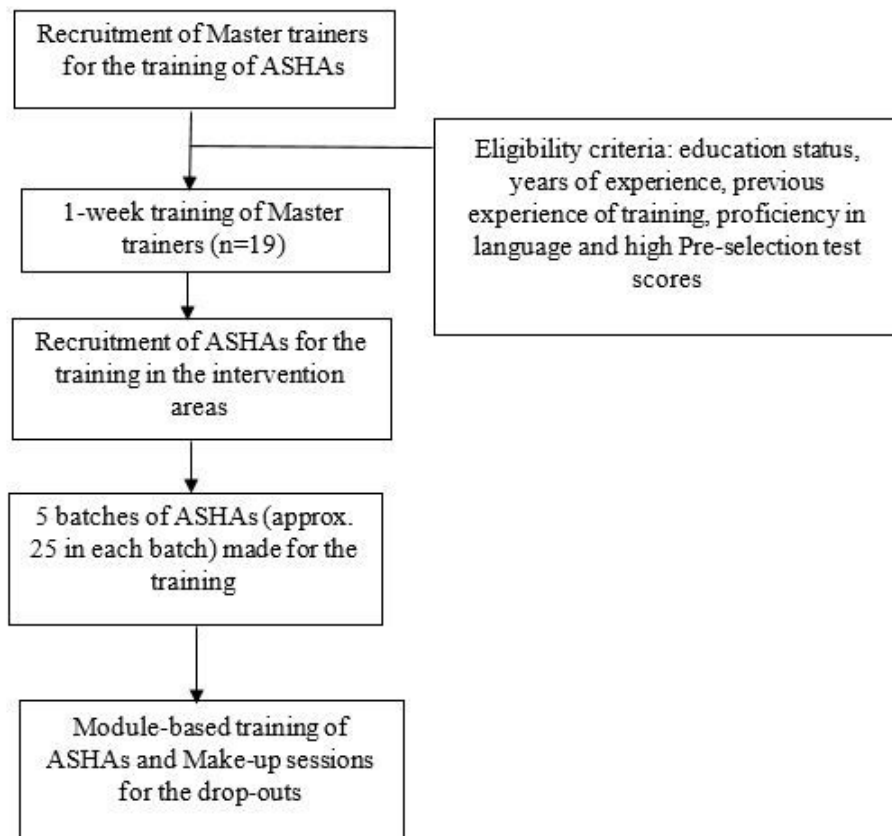 Recruitment of Master trainers
for the training of ASHAs
Eligibility criteria: education status,
years of experience, previous
experience of training, proficiency in
language and high Pre-selection test
scores
1-week training of Master
trainers (n=19)
Recruitment of ASHAs for the
training in the intervention
areas
5 batches of ASHAs (approx.
25 in each batch) made for the
training
Module-based training of
ASHAs and Make-up sessions
for the drop-outs